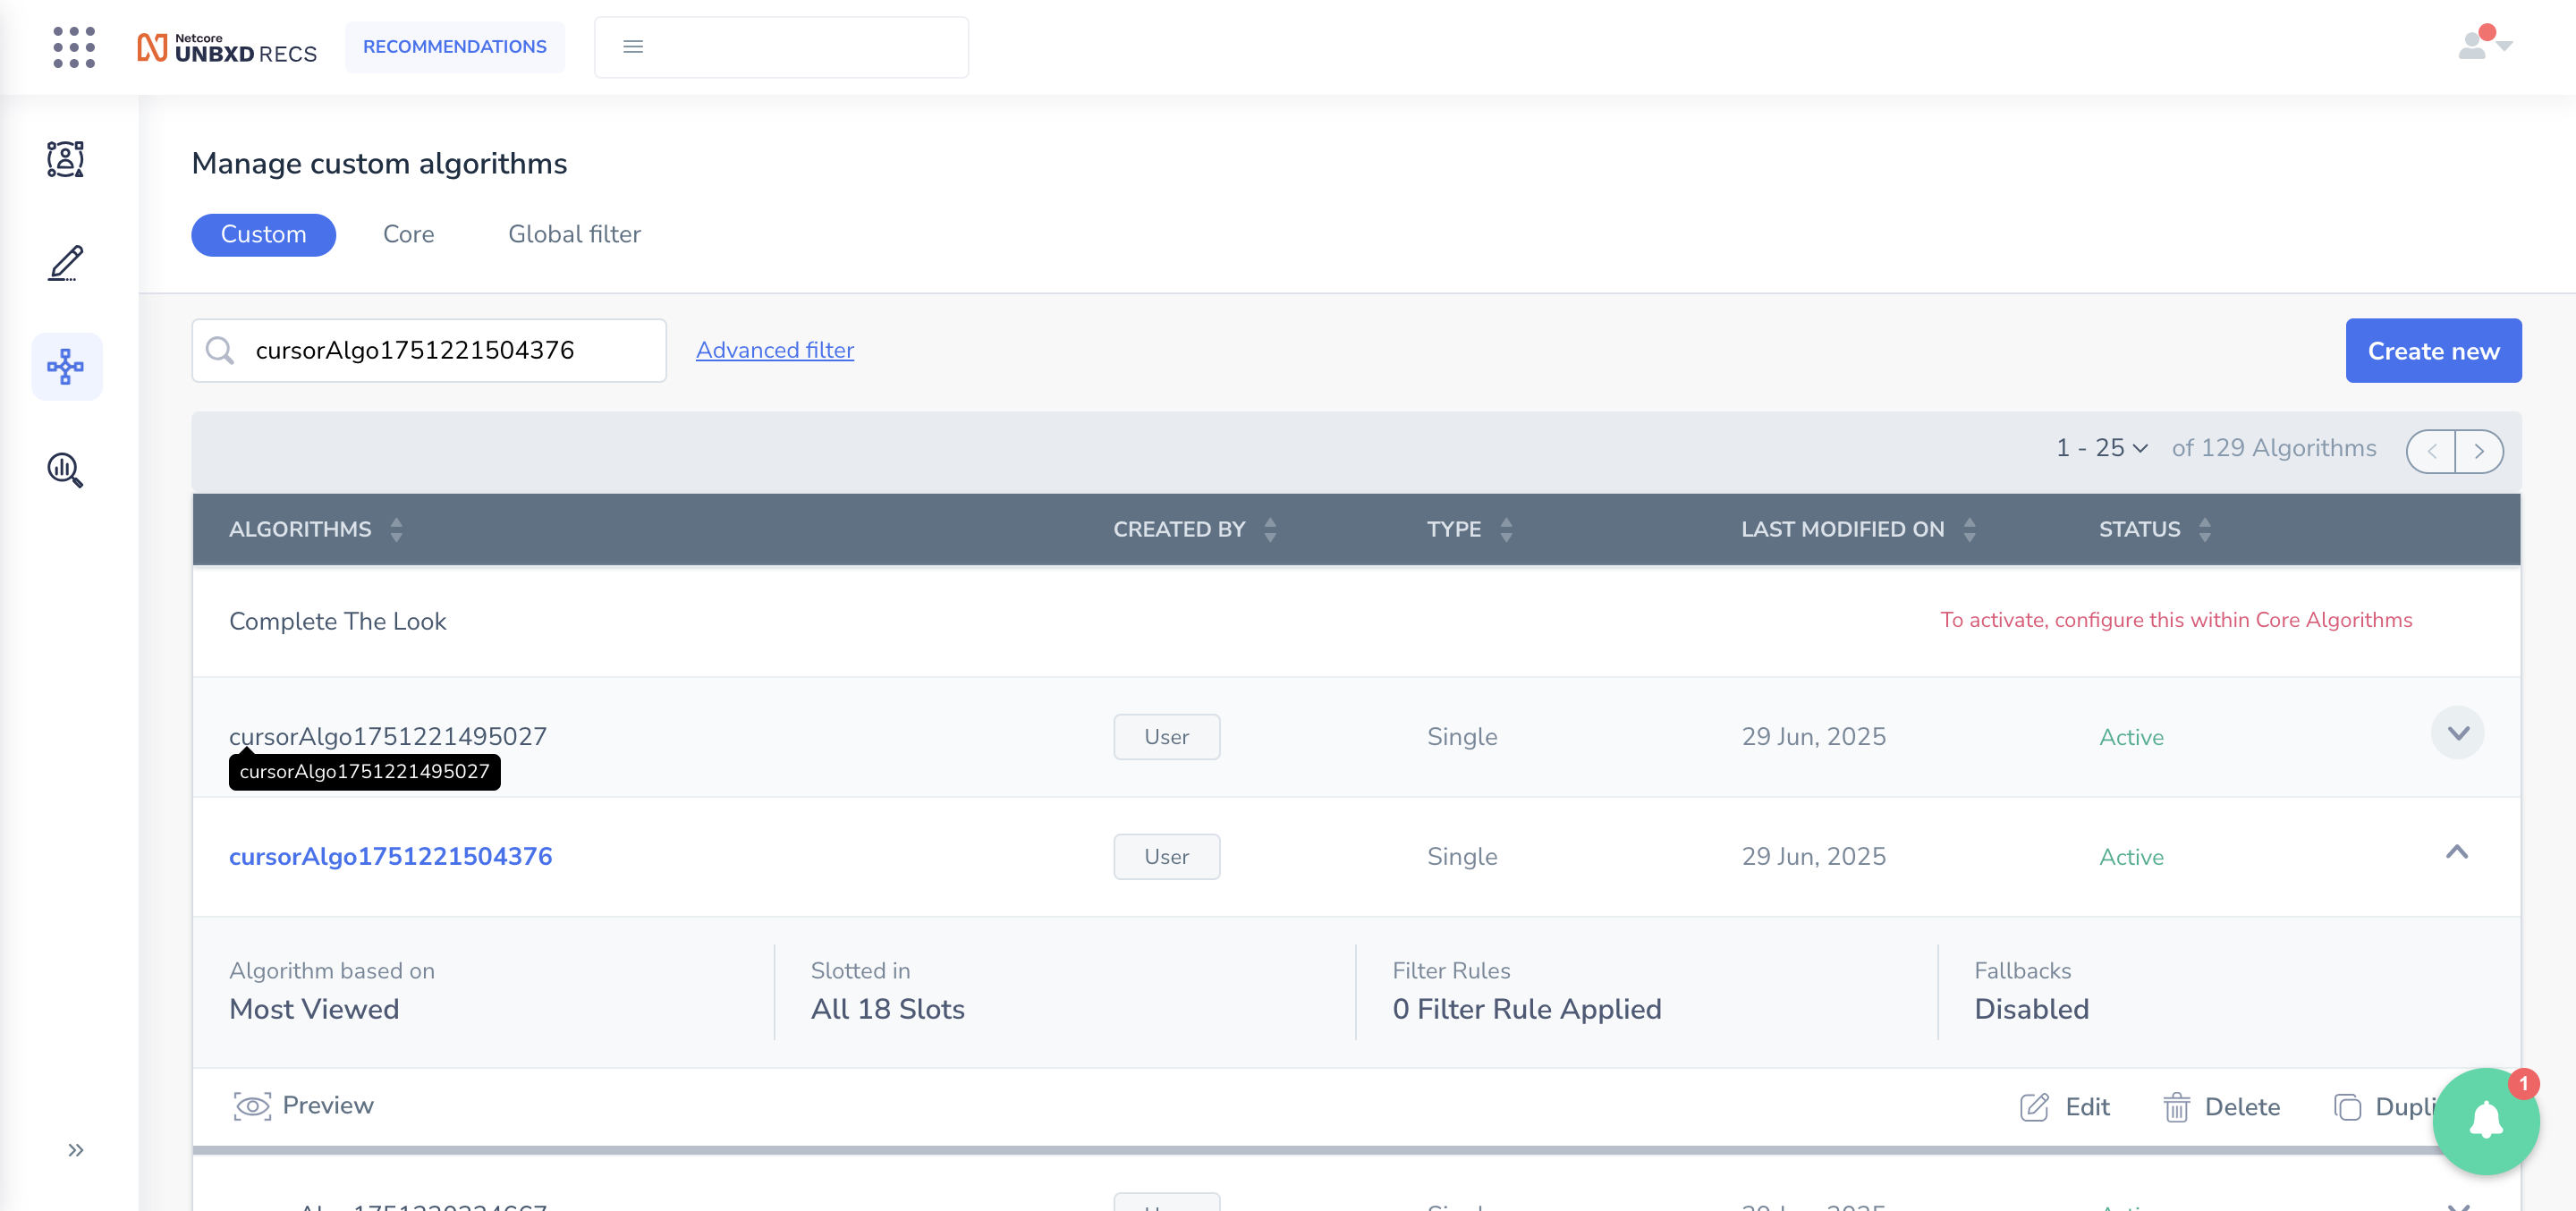 Netcore
UNBXD RECS
RECOMMENDATIONS
Manage custom algorithms
Custom Core Global filter
cursorAlgo1751221504376 Advanced filter Create new
1 - 25 of 129 Algorithms
ALGORITHMS CREATED BY TYPE LAST MODIFIED ON STATUS
Complete The Look To activate, configure this within Core Algorithms
cursorAlgo1751221495027 User Single 29 Jun, 2025 Active
cursorAlgo1751221495027
cursorAlgo1751221504376 User Single 29 Jun, 2025 Active
Algorithm based on Slotted in Filter Rules Fallbacks
Most Viewed All 18 Slots 0 Filter Rule Applied Disabled
1
Preview Edit Delete Dupli